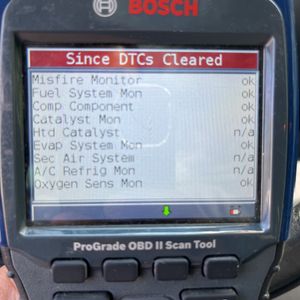 BOSCH
Since DTCs Cleared
Misfire Monitor ok
Fuel System Mon ok
Comp Component ok
Catalyst Mon ok
Htd Catalyst n/a
Evap System Mon ok
Sec Air System n/a
A/C Refrig Mon n/a
Oxygen Sens Mon ok
ProGrade OBD II Scan Tool